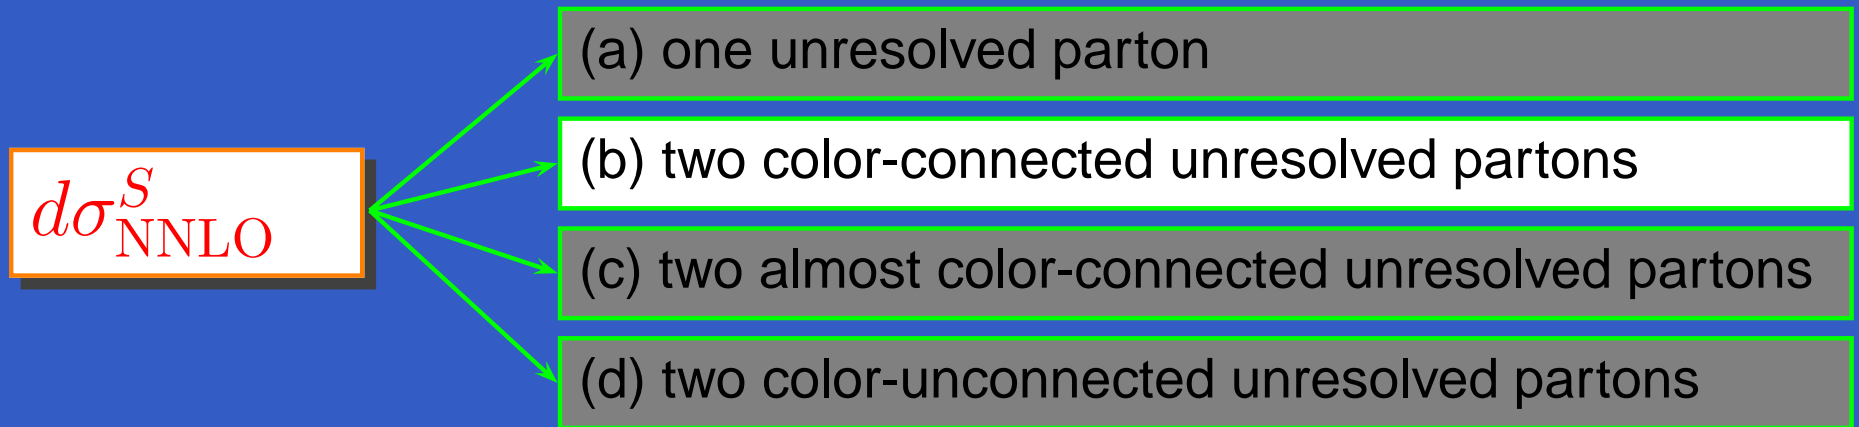 (a) one unresolved parton
(b) two color-connected unresolved partons
dσ^S_NNLO
(c) two almost color-connected unresolved partons
(d) two color-unconnected unresolved partons